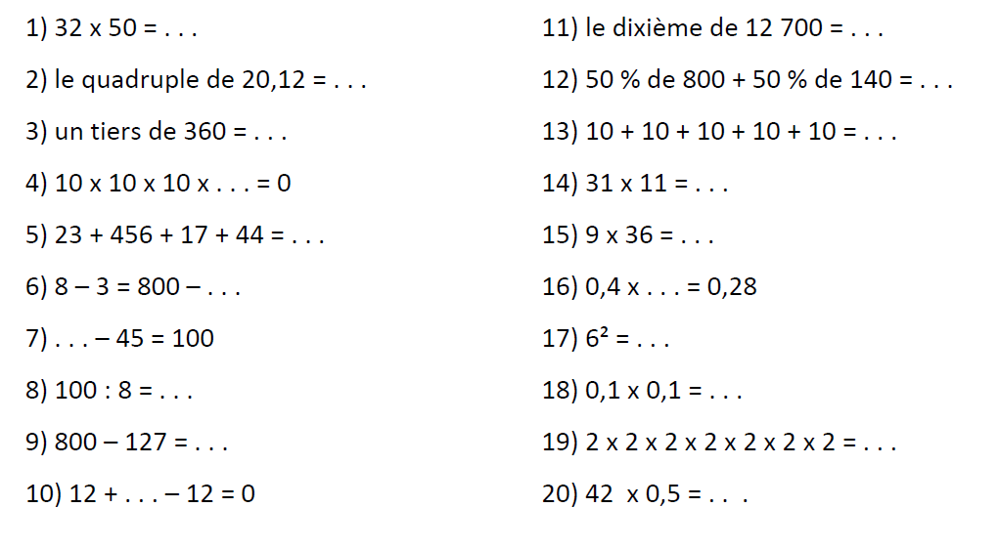 1) 32 x 50 = . . .
2) le quadruple de 20,12 = . . .
3) un tiers de 360 = . . .
4) 10 x 10 x 10 x . . . = 0
5) 23 + 456 + 17 + 44 = . . .
6) 8 – 3 = 800 – . . .
7) . . . – 45 = 100
8) 100 : 8 = . . .
9) 800 – 127 = . . .
10) 12 + . . . – 12 = 0
11) le dixième de 12 700 = . . .
12) 50 % de 800 + 50 % de 140 = . . .
13) 10 + 10 + 10 + 10 + 10 = . . .
14) 31 x 11 = . . .
15) 9 x 36 = . . .
16) 0,4 x . . . = 0,28
17) 6² = . . .
18) 0,1 x 0,1 = . . .
19) 2 x 2 x 2 x 2 x 2 x 2 x 2 = . . .
20) 42 x 0,5 = . . .